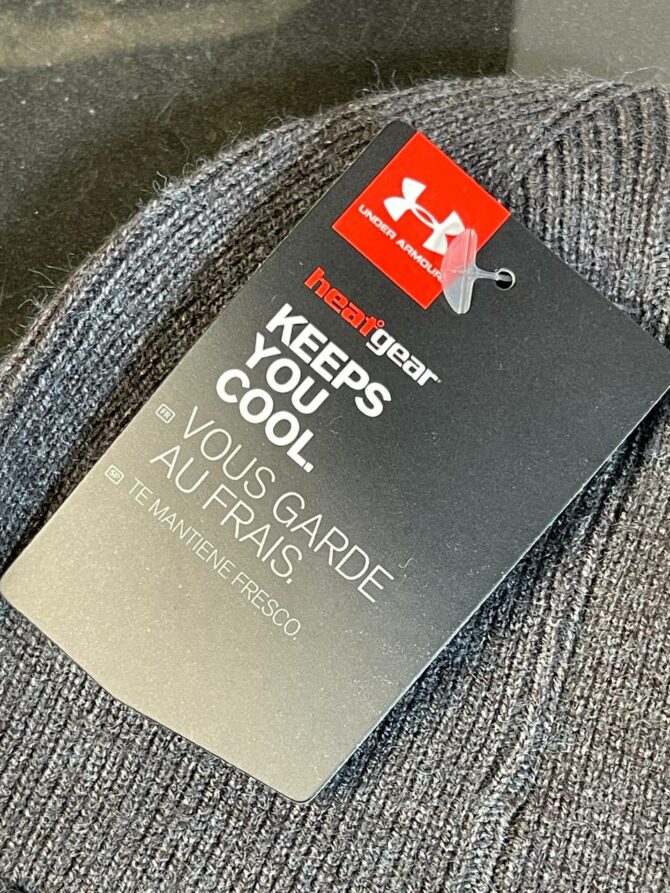 UNDER ARMOUR
heatgear
KEEPS
YOU
COOL.
FR
VOUS GARDE
AU FRAIS.
SP
TE MANTIENE FRESCO.